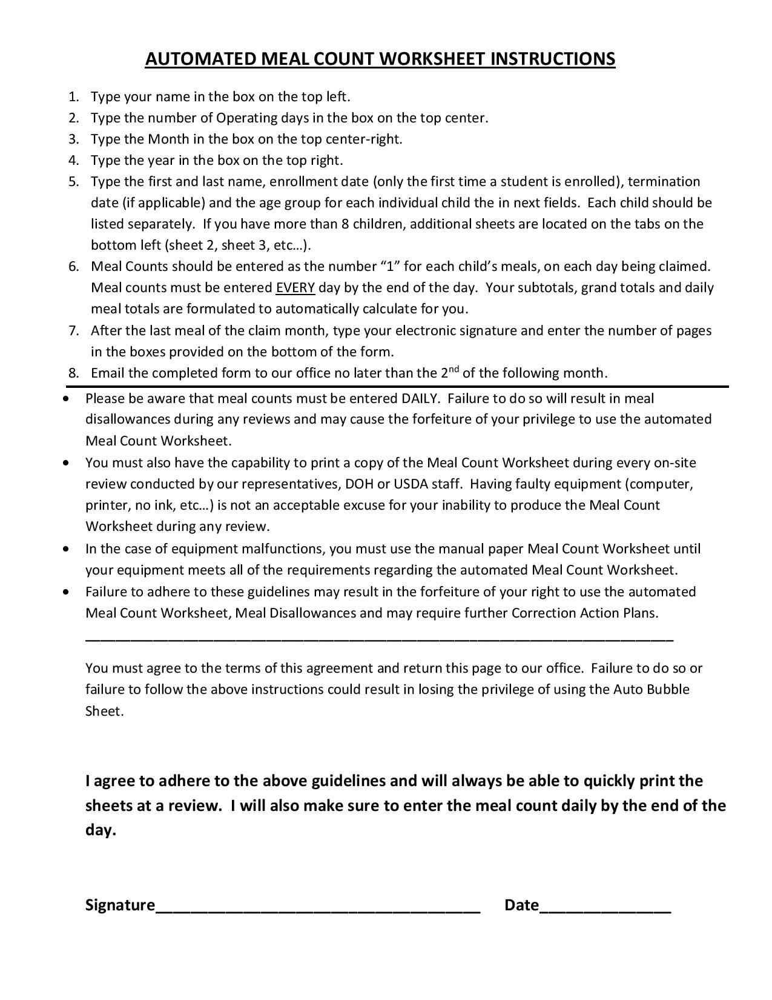 AUTOMATED MEAL COUNT WORKSHEET INSTRUCTIONS
1. Type your name in the box on the top left.
2. Type the number of Operating days in the box on the top center.
3. Type the Month in the box on the top center-right.
4. Type the year in the box on the top right.
5. Type the first and last name, enrollment date (only the first time a student is enrolled), termination
date (if applicable) and the age group for each individual child the in next fields. Each child should be
listed separately. If you have more than 8 children, additional sheets are located on the tabs on the
bottom left (sheet 2, sheet 3, etc…).
6. Meal Counts should be entered as the number “1” for each child’s meals, on each day being claimed.
Meal counts must be entered EVERY day by the end of the day. Your subtotals, grand totals and daily
meal totals are formulated to automatically calculate for you.
7. After the last meal of the claim month, type your electronic signature and enter the number of pages
in the boxes provided on the bottom of the form.
8. Email the completed form to our office no later than the 2nd of the following month.
• Please be aware that meal counts must be entered DAILY. Failure to do so will result in meal
disallowances during any reviews and may cause the forfeiture of your privilege to use the automated
Meal Count Worksheet.
• You must also have the capability to print a copy of the Meal Count Worksheet during every on-site
review conducted by our representatives, DOH or USDA staff. Having faulty equipment (computer,
printer, no ink, etc…) is not an acceptable excuse for your inability to produce the Meal Count
Worksheet during any review.
• In the case of equipment malfunctions, you must use the manual paper Meal Count Worksheet until
your equipment meets all of the requirements regarding the automated Meal Count Worksheet.
• Failure to adhere to these guidelines may result in the forfeiture of your right to use the automated
Meal Count Worksheet, Meal Disallowances and may require further Correction Action Plans.
You must agree to the terms of this agreement and return this page to our office. Failure to do so or
failure to follow the above instructions could result in losing the privilege of using the Auto Bubble
Sheet.
I agree to adhere to the above guidelines and will always be able to quickly print the
sheets at a review. I will also make sure to enter the meal count daily by the end of the
day.
Signature_____________________________________ Date_______________